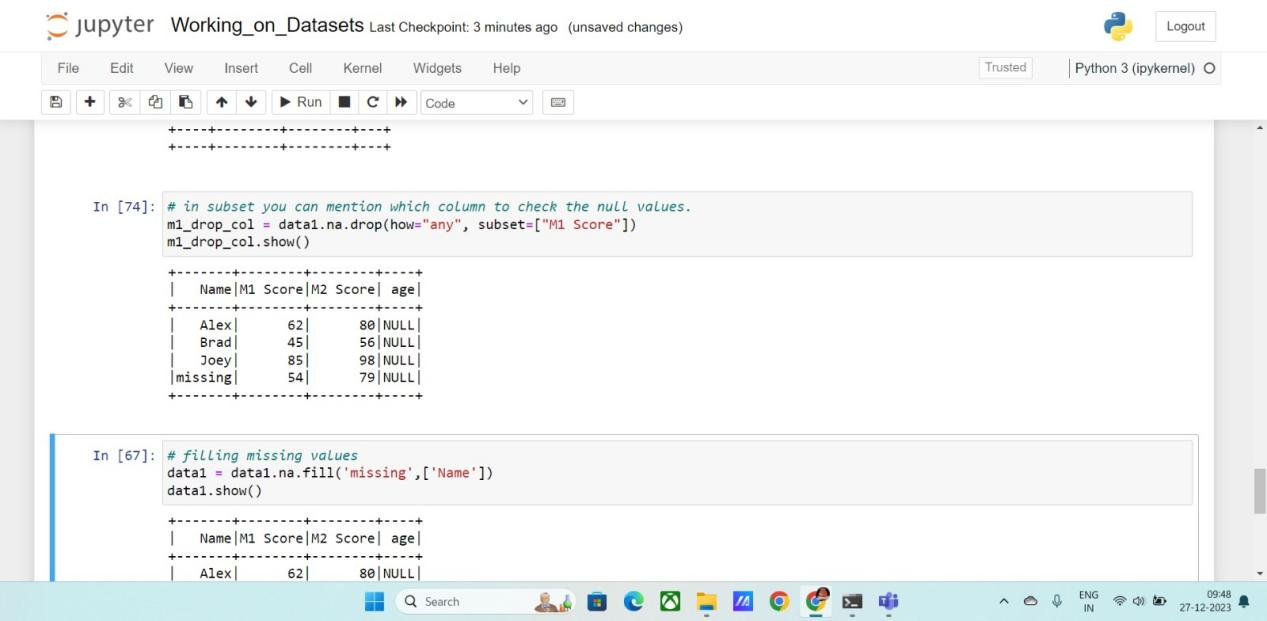 jupyter Working_on_Datasets Last Checkpoint: 3 minutes ago (unsaved changes)
Logout
File Edit View Insert Cell Kernel Widgets Help
Trusted
Python 3 (ipykernel)
Run
Code
+----+--------+--------+---+
+----+--------+--------+---+
In [74]: # in subset you can mention which column to check the null values.
m1_drop_col = data1.na.drop(how="any", subset=["M1 Score"])
m1_drop_col.show()
+-------+--------+--------+----+
|   Name|M1 Score|M2 Score| age|
+-------+--------+--------+----+
|   Alex|      62|      80|NULL|
|   Brad|      45|      56|NULL|
|   Joey|      85|      98|NULL|
|missing|      54|      79|NULL|
+-------+--------+--------+----+
In [67]: # filling missing values
data1 = data1.na.fill('missing',['Name'])
data1.show()
+-------+--------+--------+----+
|   Name|M1 Score|M2 Score| age|
+-------+--------+--------+----+
|   Alex|      62|      80|NULL|
Search
ENG
IN
09:48
27-12-2023